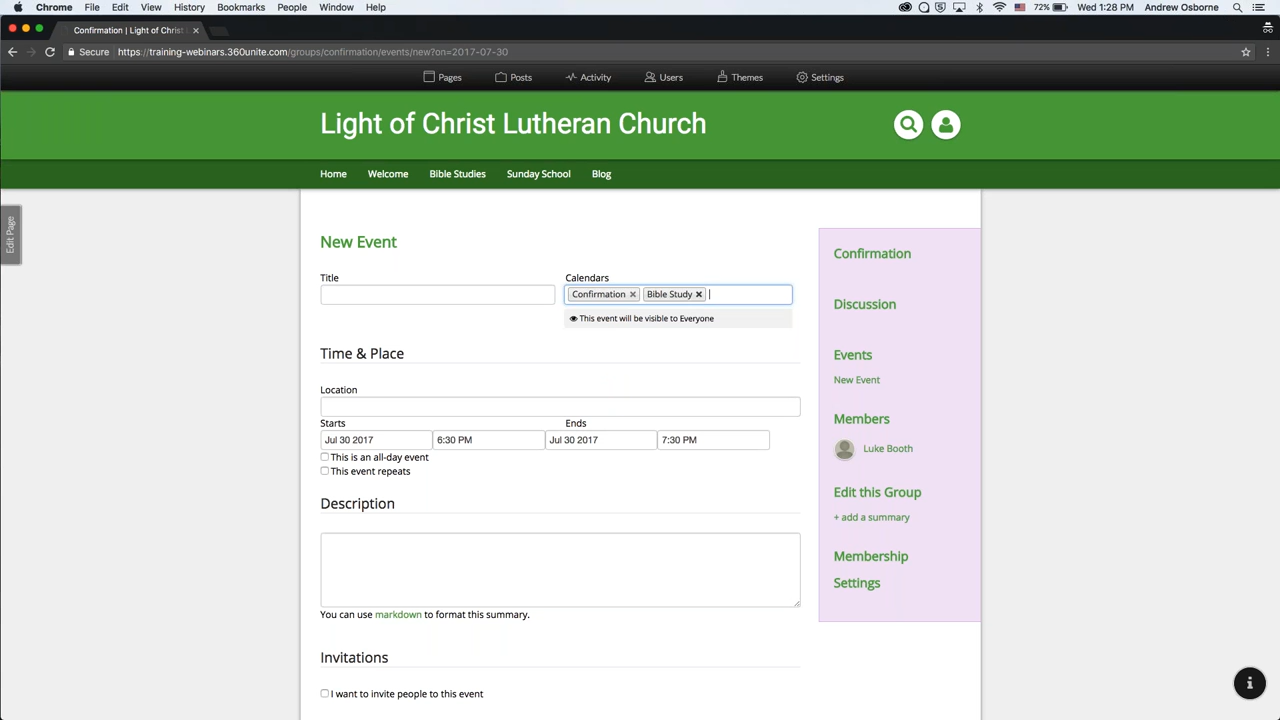 Chrome File Edit View History Bookmarks People Window Help 72% Wed 1:28 PM Andrew Osborne
Confirmation | Light of Christ
Secure https://training-webinars.360unite.com/groups/confirmation/events/new?on=2017-07-30
Pages Posts Activity Users Themes Settings
Light of Christ Lutheran Church
Home Welcome Bible Studies Sunday School Blog
Edit Page
New Event
Title Calendars
Confirmation × Bible Study ×
This event will be visible to Everyone
Time & Place
Location
Starts Ends
Jul 30 2017 6:30 PM Jul 30 2017 7:30 PM
This is an all-day event
This event repeats
Description
You can use markdown to format this summary.
Invitations
I want to invite people to this event
Confirmation
Discussion
Events
New Event
Members
Luke Booth
Edit this Group
+ add a summary
Membership
Settings